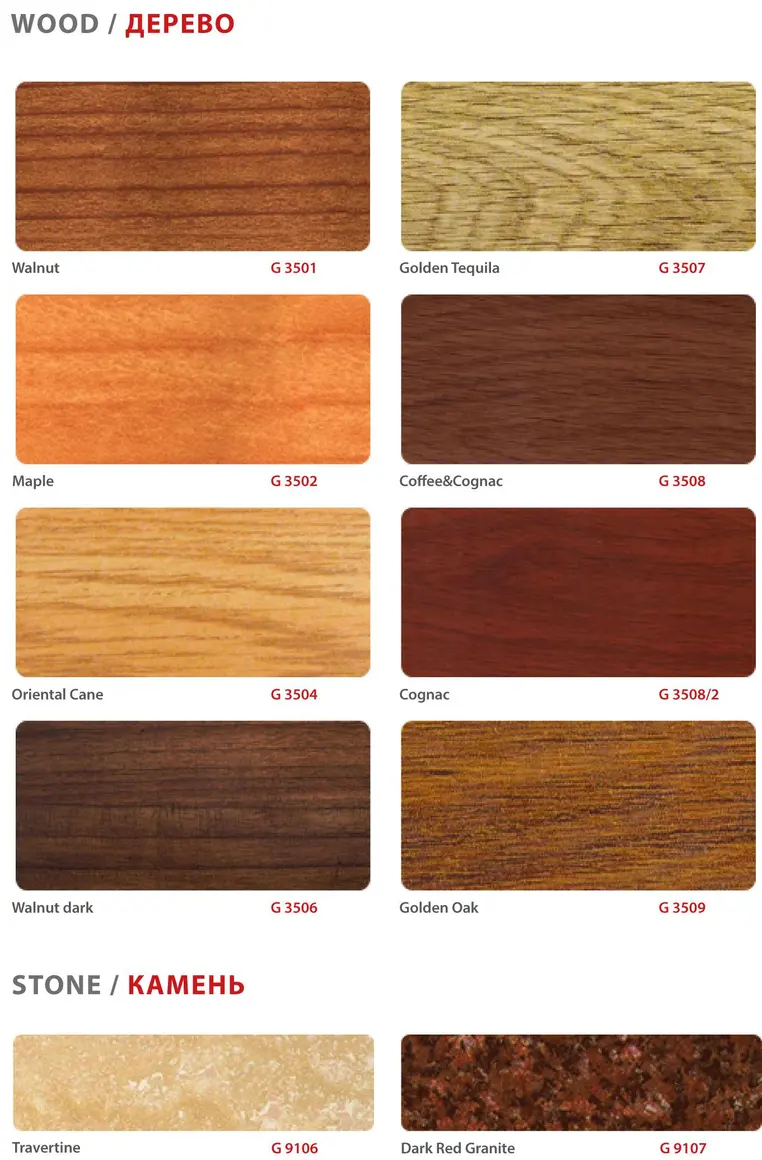 WOOD / ДЕРЕВО
Walnut G 3501
Golden Tequila G 3507
Maple G 3502
Coffee&Cognac G 3508
Oriental Cane G 3504
Cognac G 3508/2
Walnut dark G 3506
Golden Oak G 3509
STONE / КАМЕНЬ
Travertine G 9106
Dark Red Granite G 9107